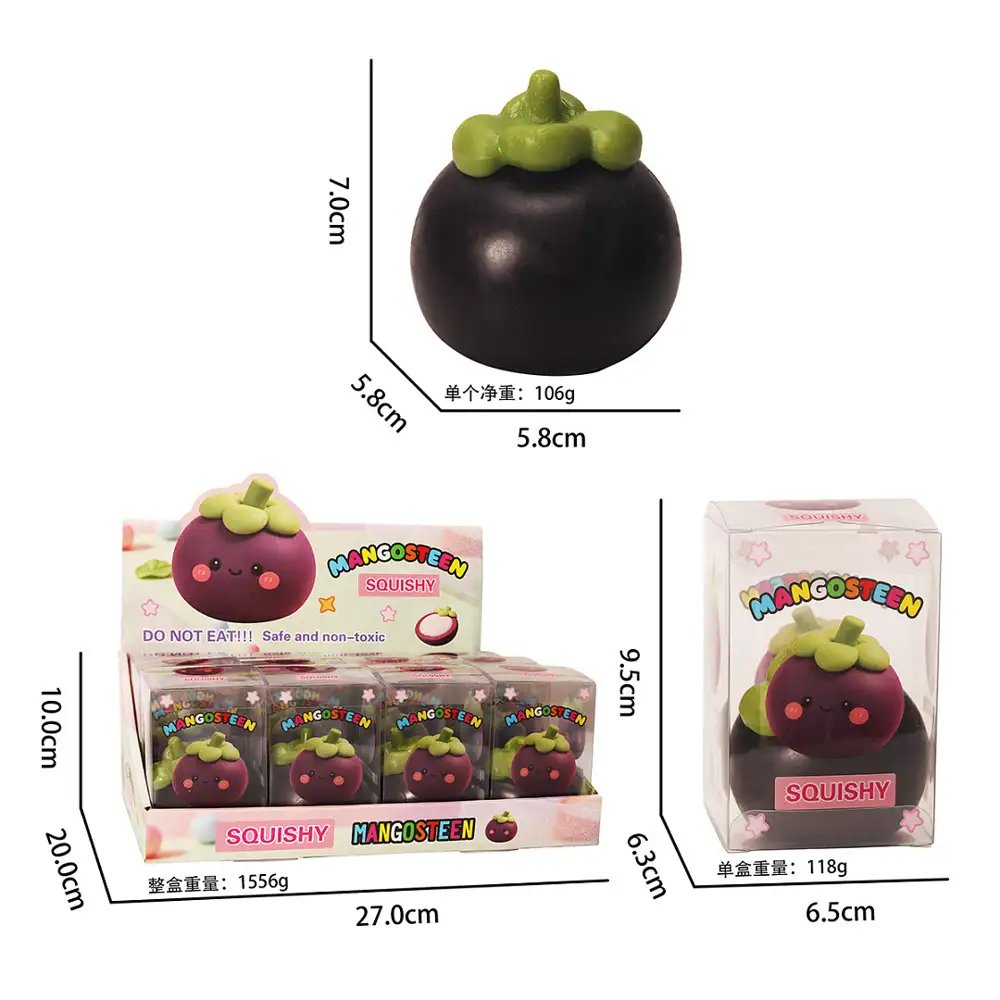 7.0cm
5.8cm
单个净重：106g
5.8cm
MANGOSTEEN
SQUISHY
DO NOT EAT!!! Safe and non-toxic
SQUISHY
MANGOSTEEN
MANGOSTEEN
MANGOSTEEN
MANGOSTEEN
SQUISHY MANGOSTEEN
10.0cm
20.0cm
整盒重量：1556g
27.0cm
SQUISHY
MANGOSTEEN
SQUISHY
9.5cm
6.3cm
单盒重量：118g
6.5cm